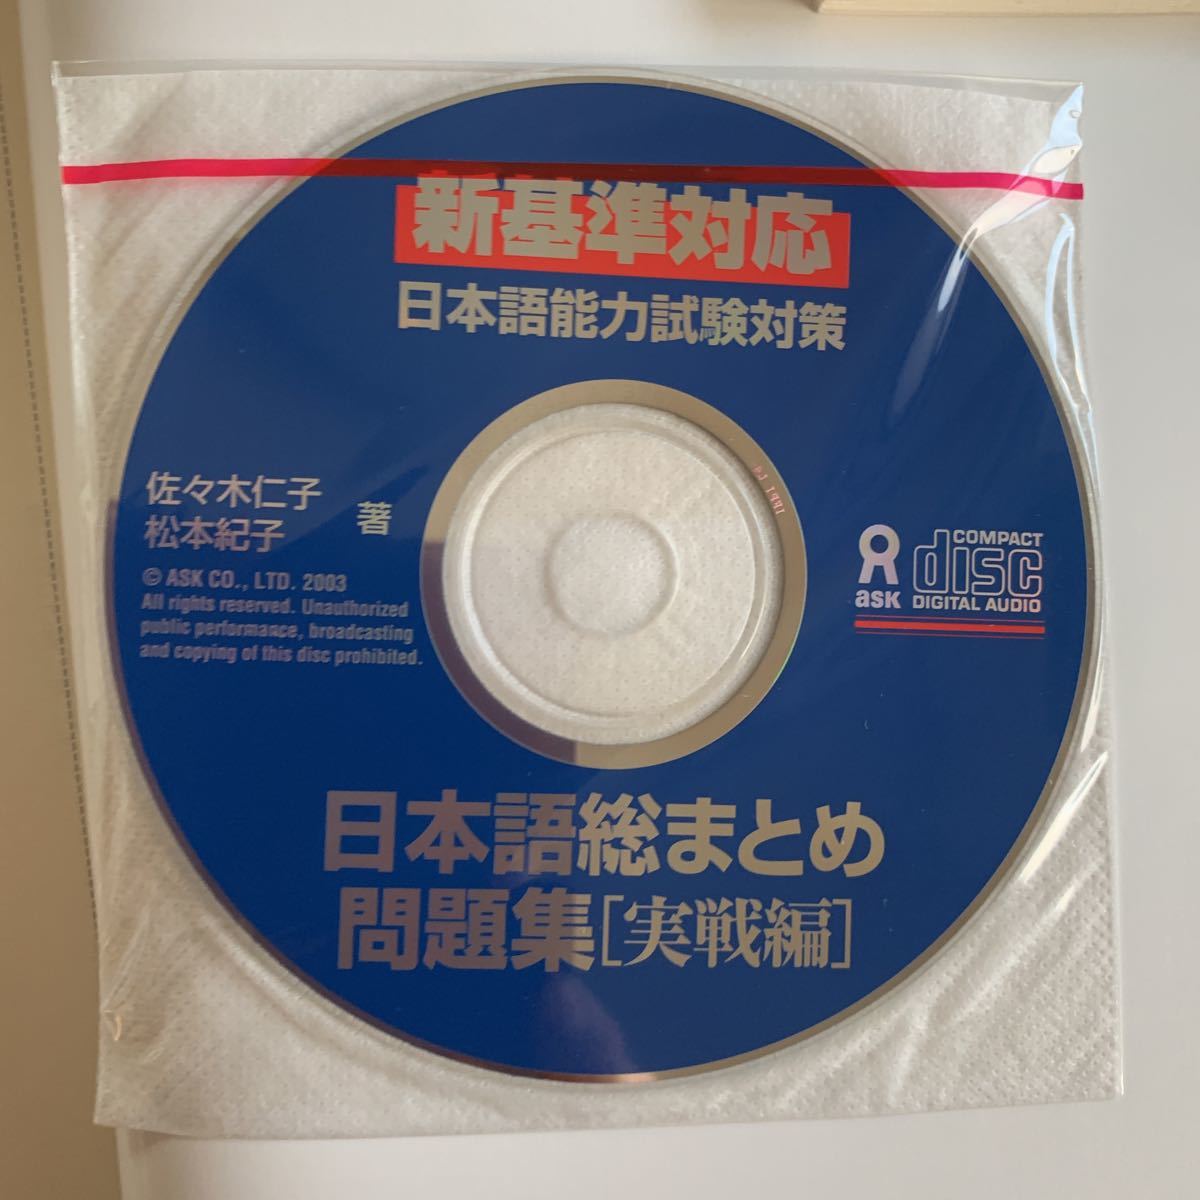 新基準対応
日本語能力試験対策
佐々木仁子
松本紀子
著
© ASK CO., LTD. 2003
All rights reserved. Unauthorized
public performance, broadcasting
and copying of this disc prohibited.
ask
COMPACT
disc
DIGITAL AUDIO
日本語総まとめ
問題集[実戦編]